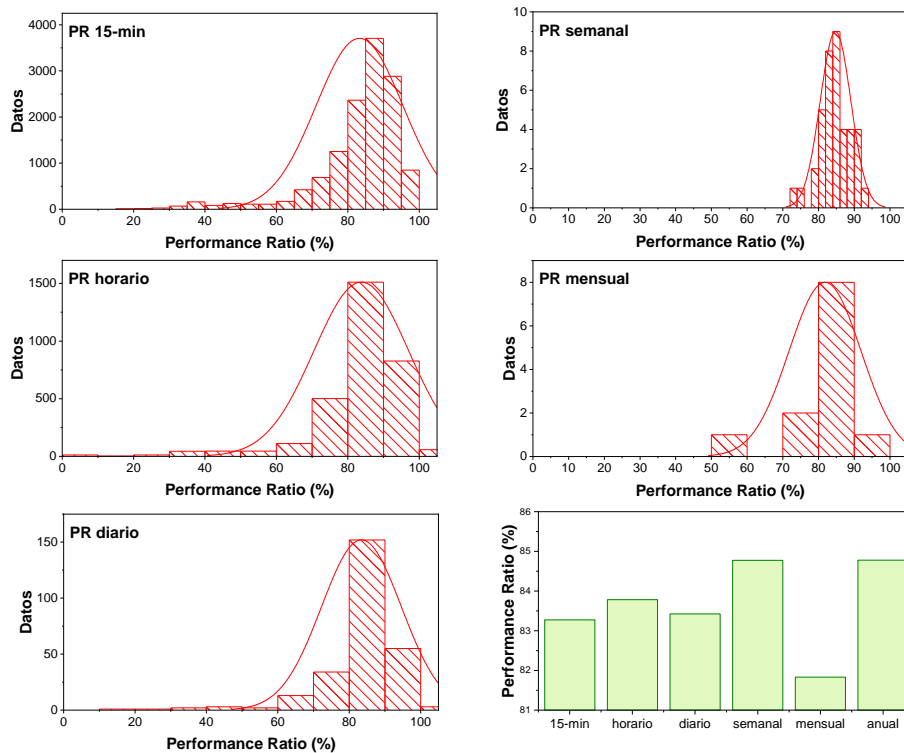 PR 15-min
Datos
4000
3000
2000
1000
0
0 20 40 60 80 100
Performance Ratio (%)
PR semanal
Datos
10
8
6
4
2
0
0 10 20 30 40 50 60 70 80 90 100
Performance Ratio (%)
PR horario
Datos
1500
1000
500
0
0 20 40 60 80 100
Performance Ratio (%)
PR mensual
Datos
8
6
4
2
0
0 10 20 30 40 50 60 70 80 90 100
Performance Ratio (%)
PR diario
Datos
150
100
50
0
0 20 40 60 80 100
Performance Ratio (%)
Performance Ratio (%)
86
85
84
83
82
81
15-min horario diario semanal mensual anual